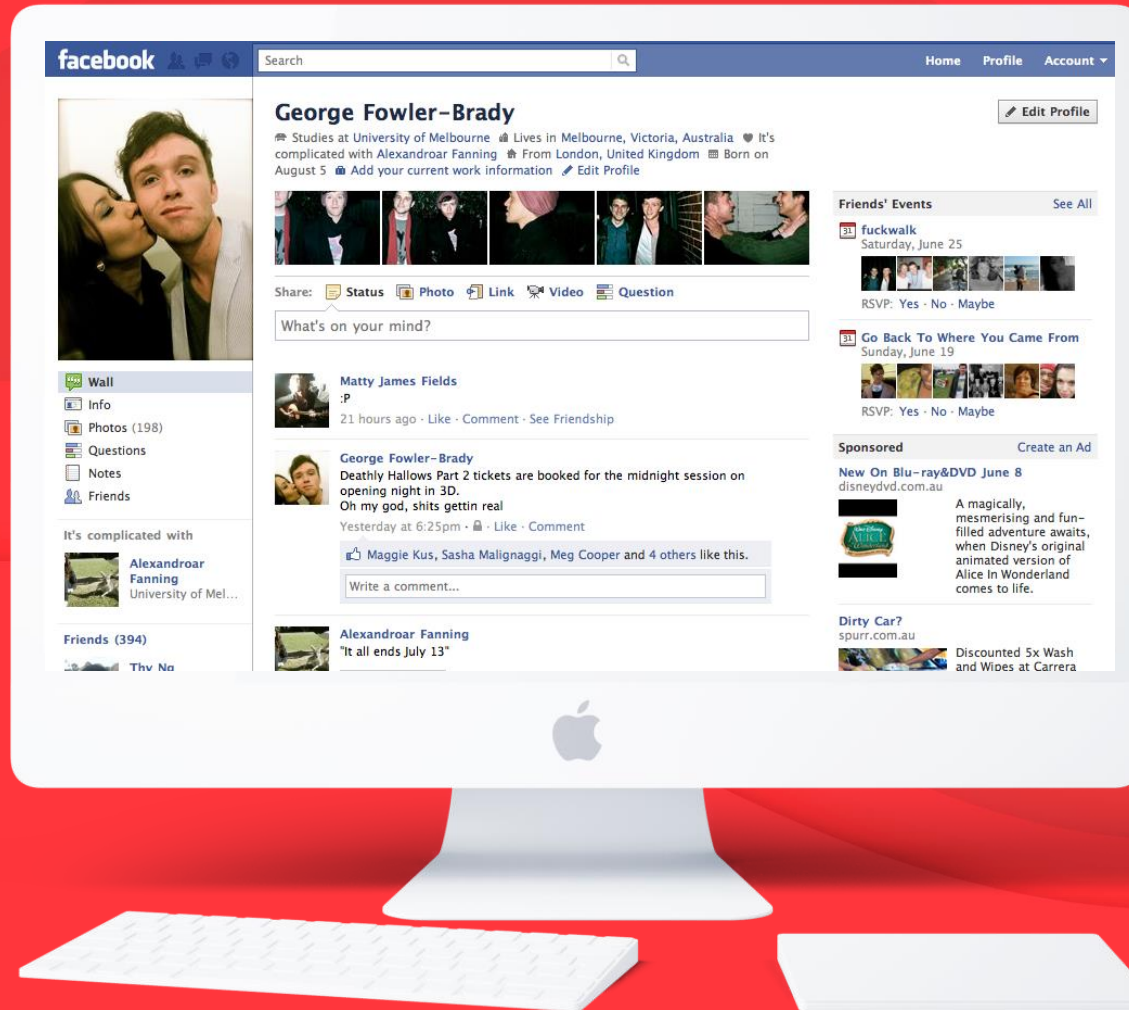 facebook
Search
Home Profile Account
George Fowler-Brady
Edit Profile
Studies at University of Melbourne Lives in Melbourne, Victoria, Australia It's
complicated with Alexandroar Fanning From London, United Kingdom Born on
August 5 Add your current work information Edit Profile
Share: Status Photo Link Video Question
What's on your mind?
Matty James Fields
:P
21 hours ago · Like · Comment · See Friendship
George Fowler-Brady
Deathly Hallows Part 2 tickets are booked for the midnight session on
opening night in 3D.
Oh my god, shits gettin real
Yesterday at 6:25pm · Like · Comment
Maggie Kus, Sasha Malignaggi, Meg Cooper and 4 others like this.
Write a comment...
Alexandroar Fanning
"It all ends July 13"
Wall
Info
Photos (198)
Questions
Notes
Friends
It's complicated with
Alexandroar
Fanning
University of Mel...
Friends (394)
Thy Ng
Friends' Events See All
31 fuckwalk
Saturday, June 25
RSVP: Yes · No · Maybe
31 Go Back To Where You Came From
Sunday, June 19
RSVP: Yes · No · Maybe
Sponsored Create an Ad
New On Blu-ray&DVD June 8
disneydvd.com.au
A magically,
mesmerising and fun-
filled adventure awaits,
when Disney's original
animated version of
Alice In Wonderland
comes to life.
ALICE
Dirty Car?
spurr.com.au
Discounted 5x Wash
and Wipes at Carrera